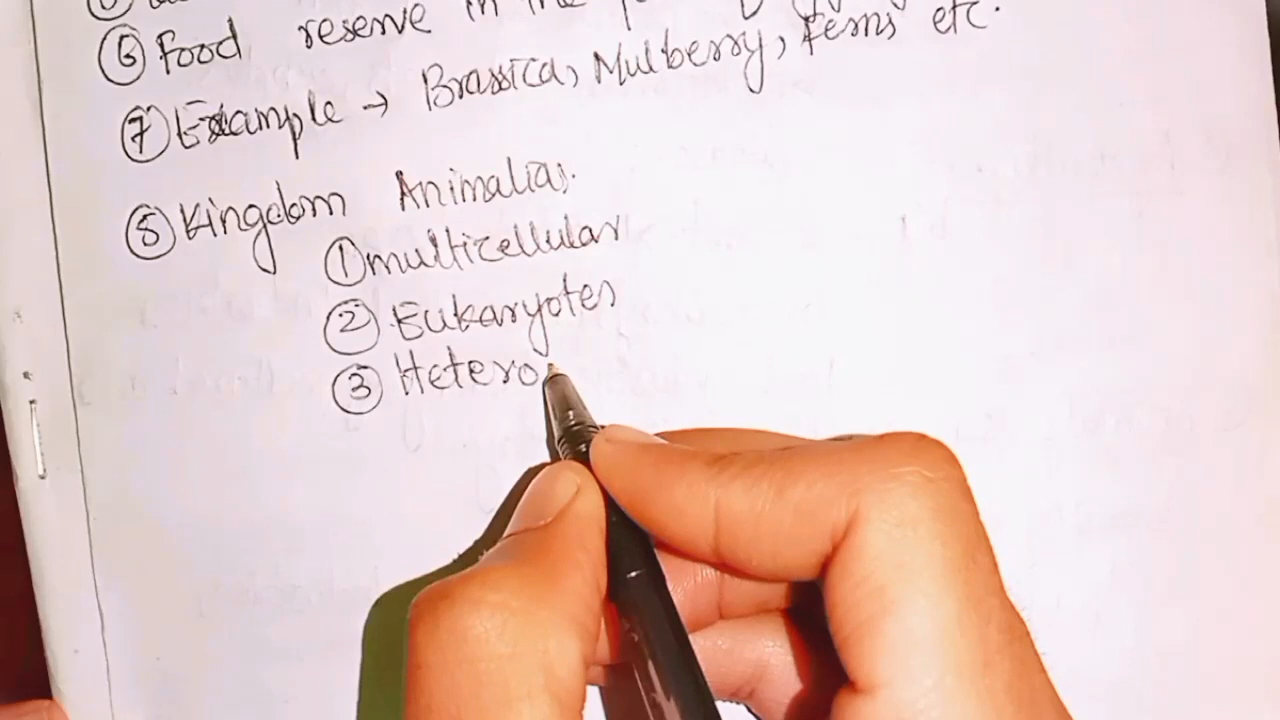 ⑥ Food reserve in the
⑦ Example → Brassica, Mulberry, Ferns etc.
⑤ Kingdom Animalias.
① multicellular
② Eukaryotes
③ Hetero